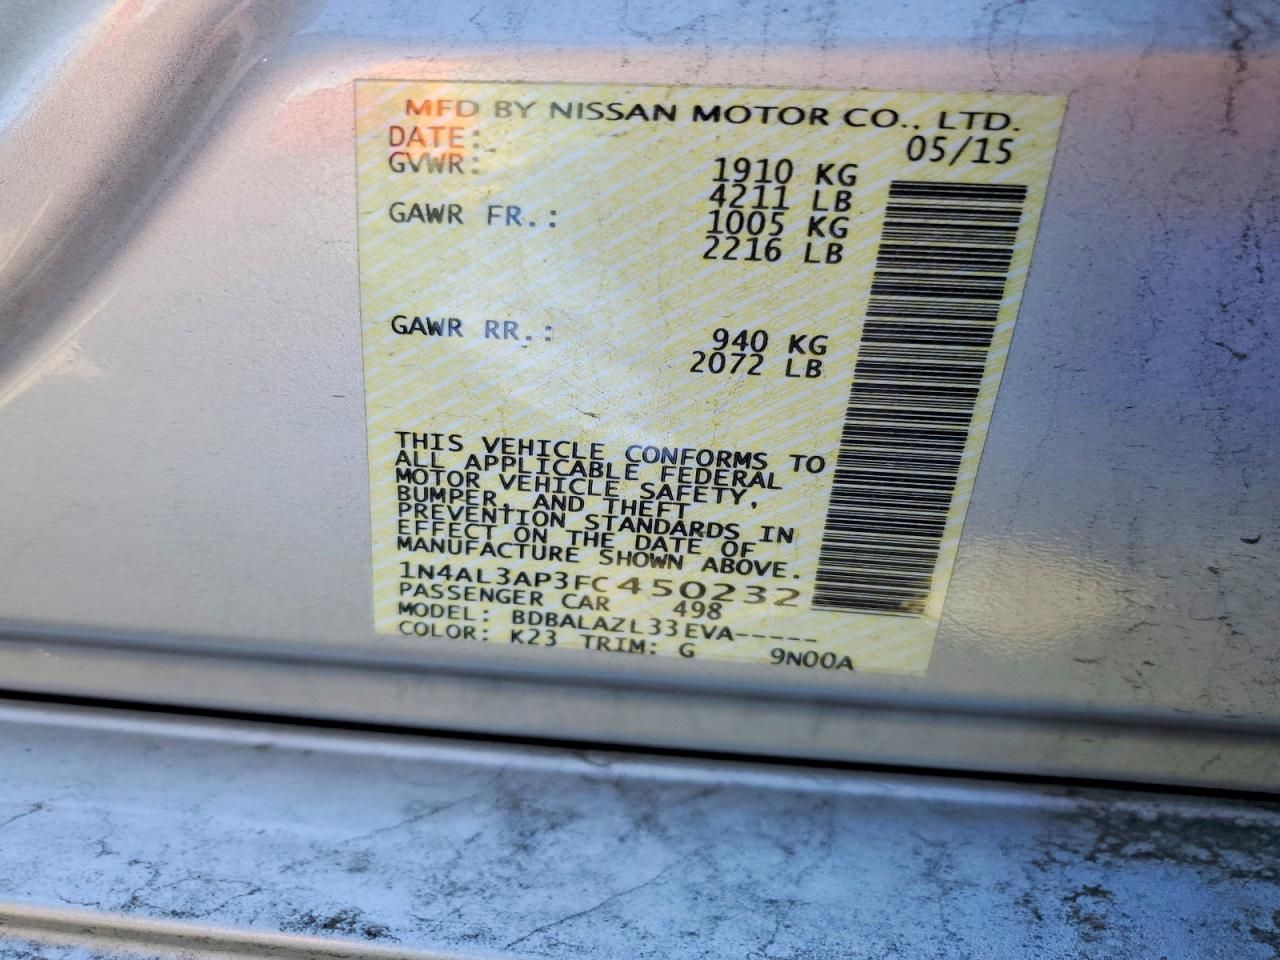 MFD BY NISSAN MOTOR CO., LTD.
DATE: 05/15
GVWR: 1910 KG
4211 LB
GAWR FR.: 1005 KG
2216 LB
GAWR RR.: 940 KG
2072 LB
THIS VEHICLE CONFORMS TO
ALL APPLICABLE FEDERAL
MOTOR VEHICLE SAFETY,
BUMPER, AND THEFT
PREVENTION STANDARDS IN
EFFECT ON THE DATE OF
MANUFACTURE SHOWN ABOVE.
1N4AL3AP3FC450232
PASSENGER CAR 498
MODEL: BDBALAZL33EVA-----
COLOR: K23 TRIM: G 9N00A